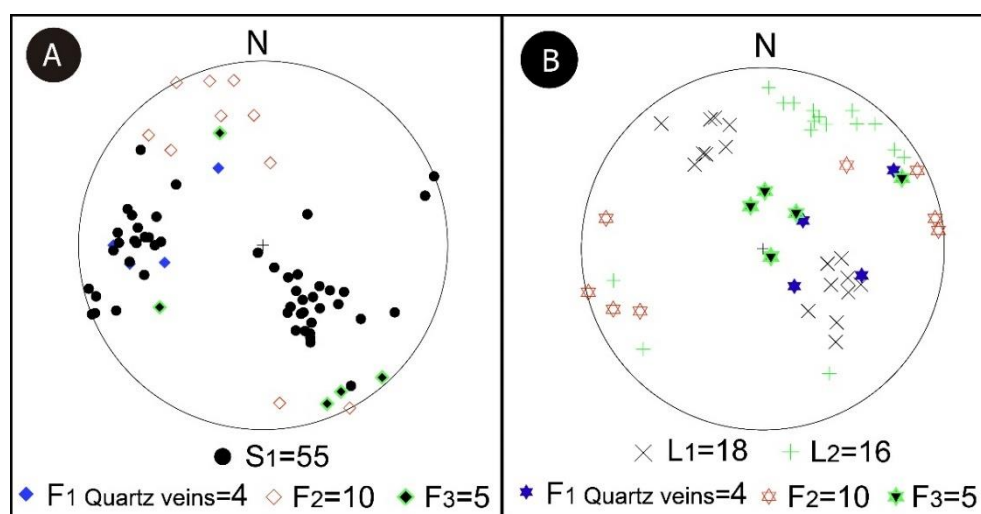 A
N
S1=55
F1 Quartz veins=4 F2=10 F3=5
B
N
L1=18 L2=16
F1 Quartz veins=4 F2=10 F3=5